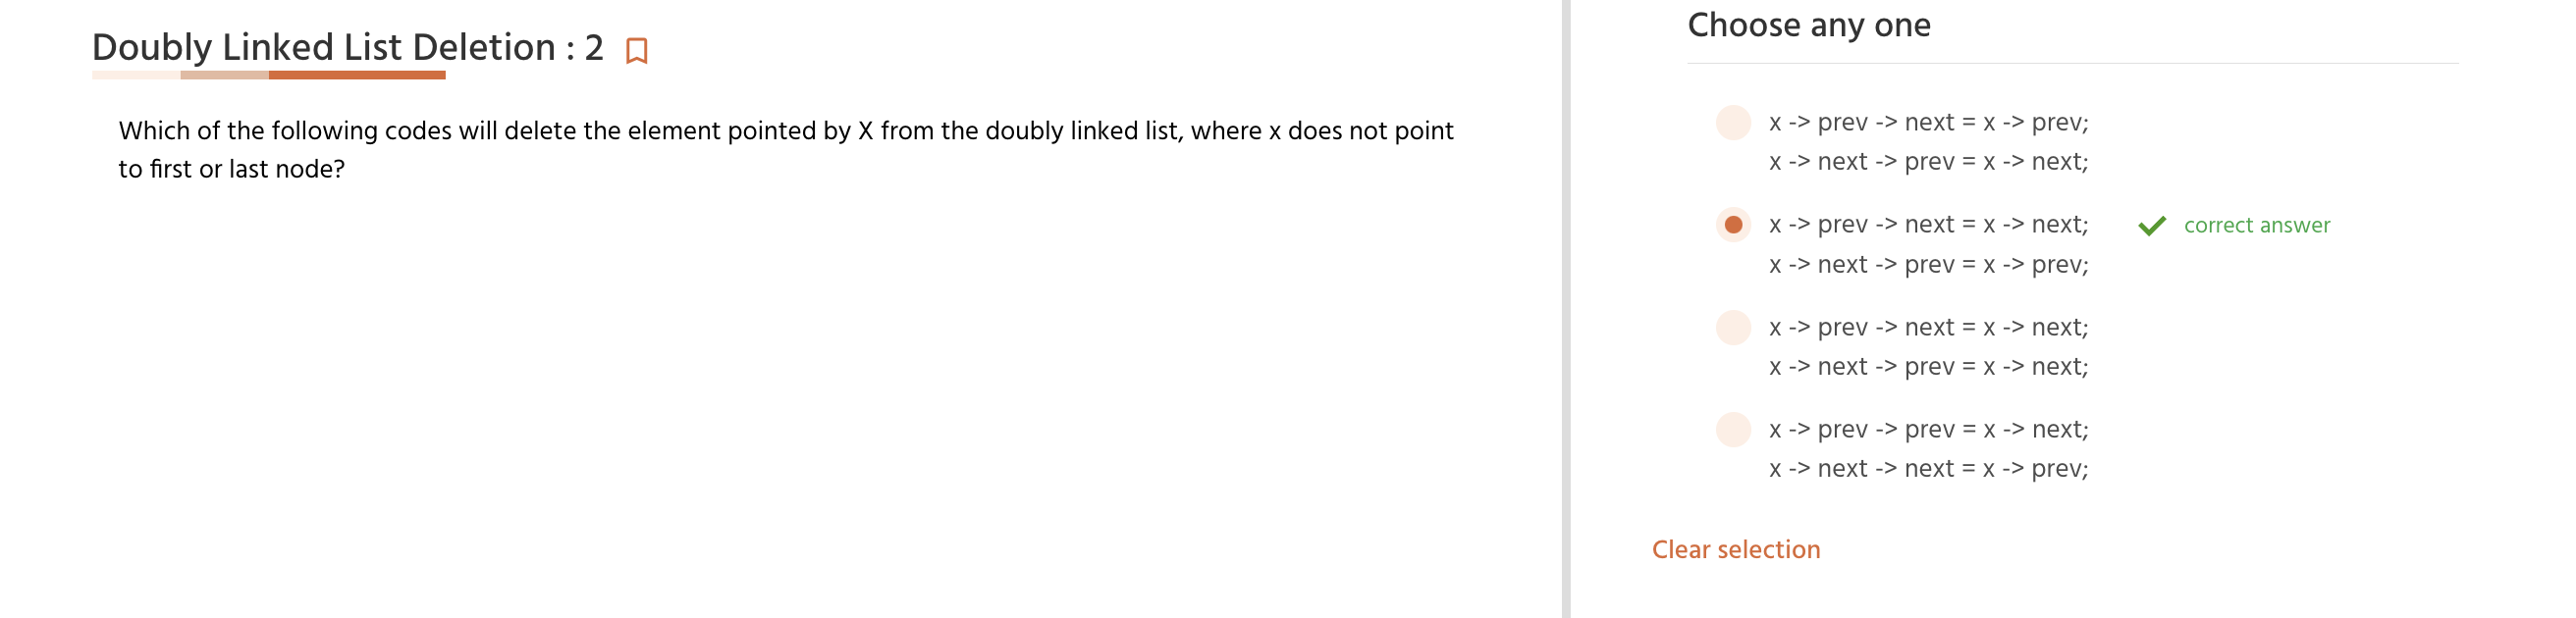 Doubly Linked List Deletion : 2
Which of the following codes will delete the element pointed by X from the doubly linked list, where x does not point
to first or last node?
Choose any one
x -> prev -> next = x -> prev;
x -> next -> prev = x -> next;
x -> prev -> next = x -> next; correct answer
x -> next -> prev = x -> prev;
x -> prev -> next = x -> next;
x -> next -> prev = x -> next;
x -> prev -> prev = x -> next;
x -> next -> next = x -> prev;
Clear selection